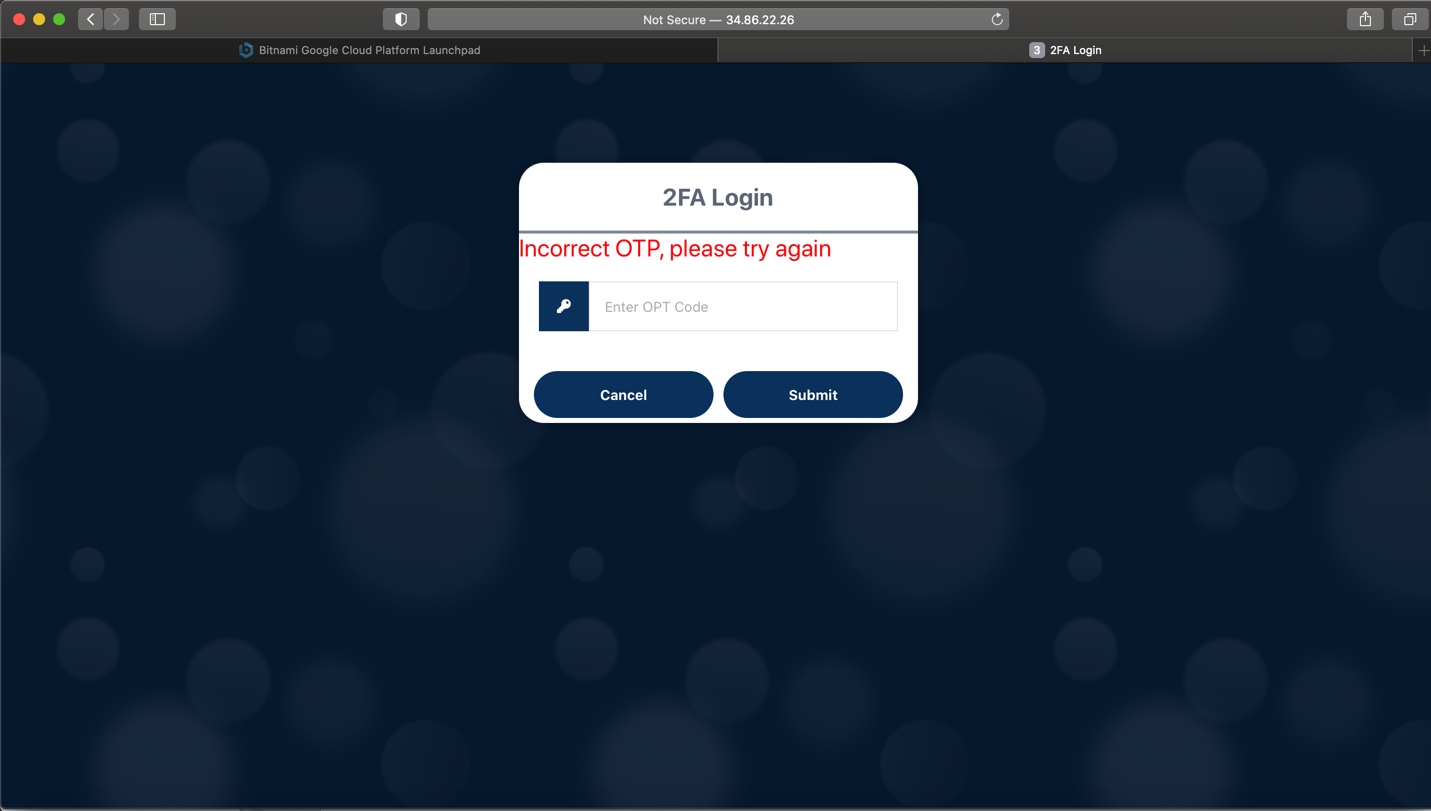 Not Secure — 34.86.22.26
Bitnami Google Cloud Platform Launchpad
3 2FA Login
2FA Login
Incorrect OTP, please try again
Enter OPT Code
Cancel
Submit